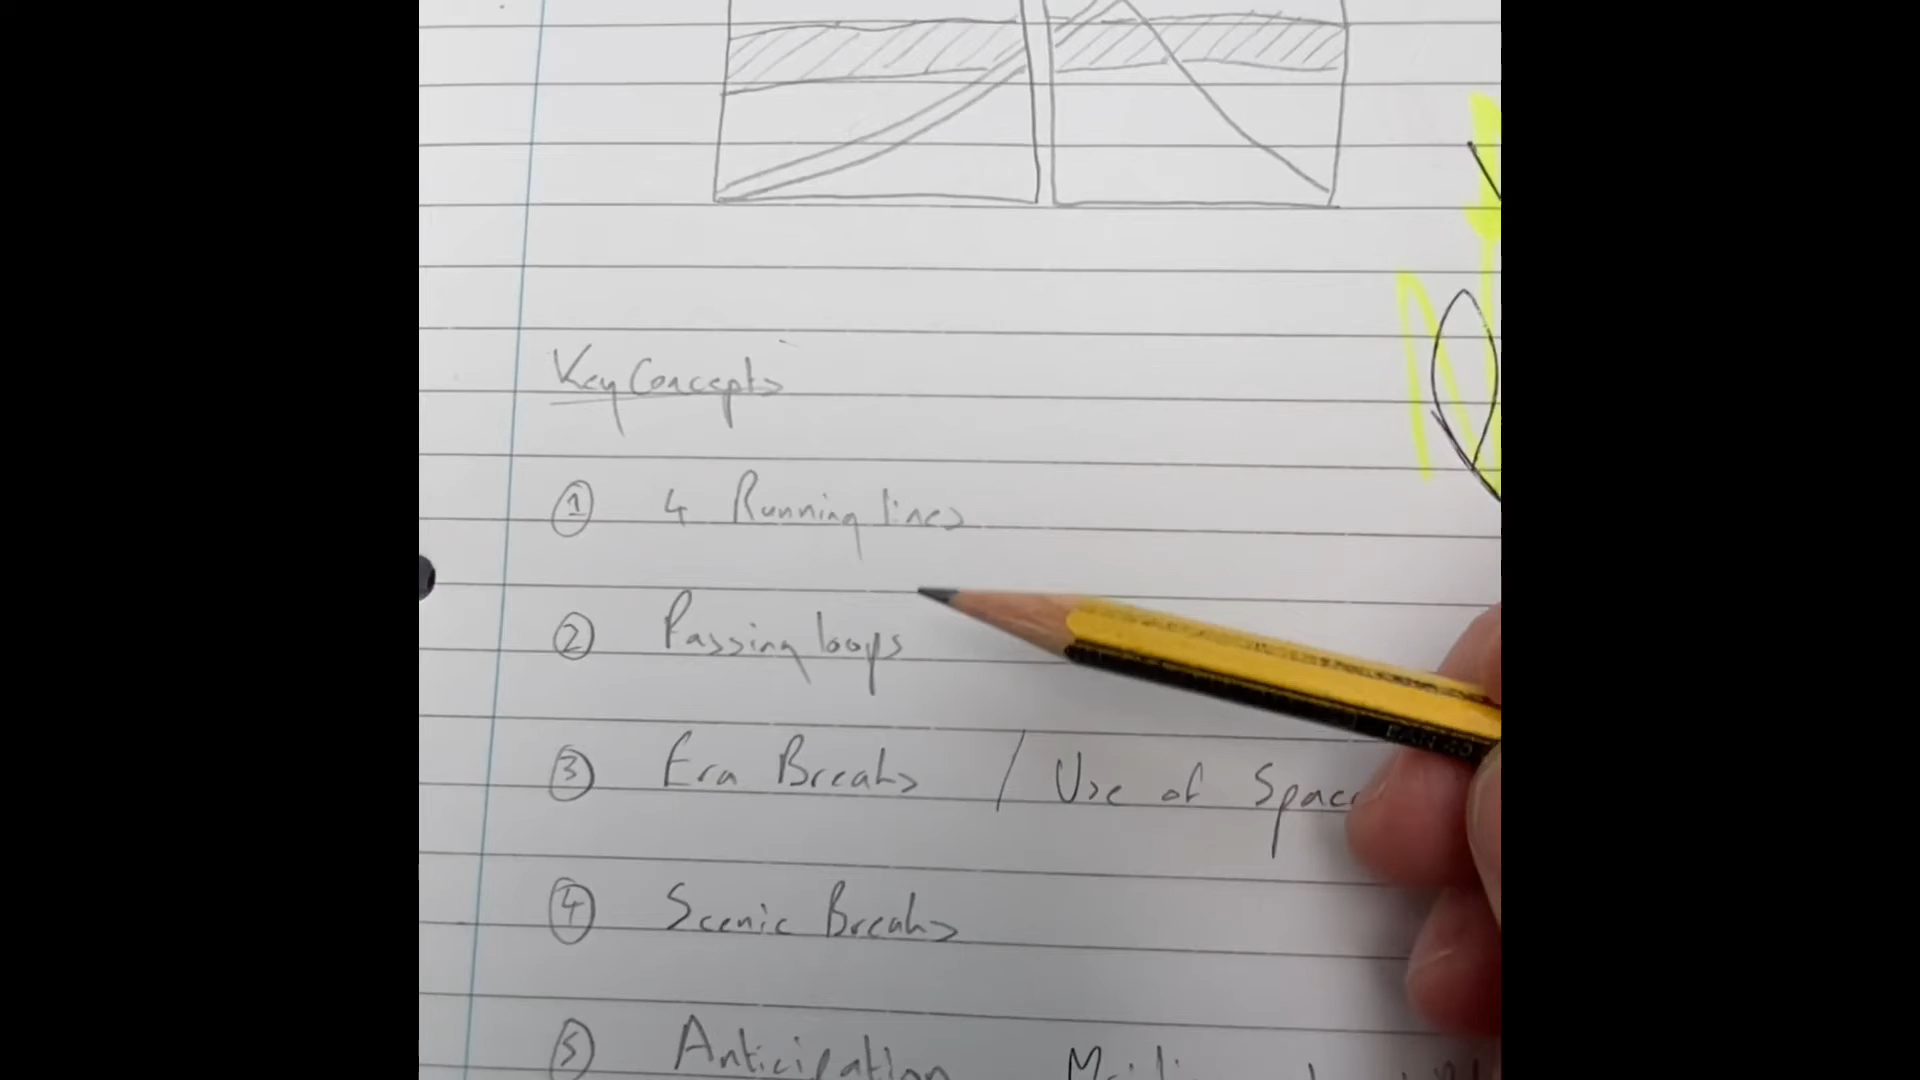 Key Concepts
① 4 Running lines
② Passing loops
③ Era Breaks / Use of Space
④ Scenic Breaks
⑤ Anticipation